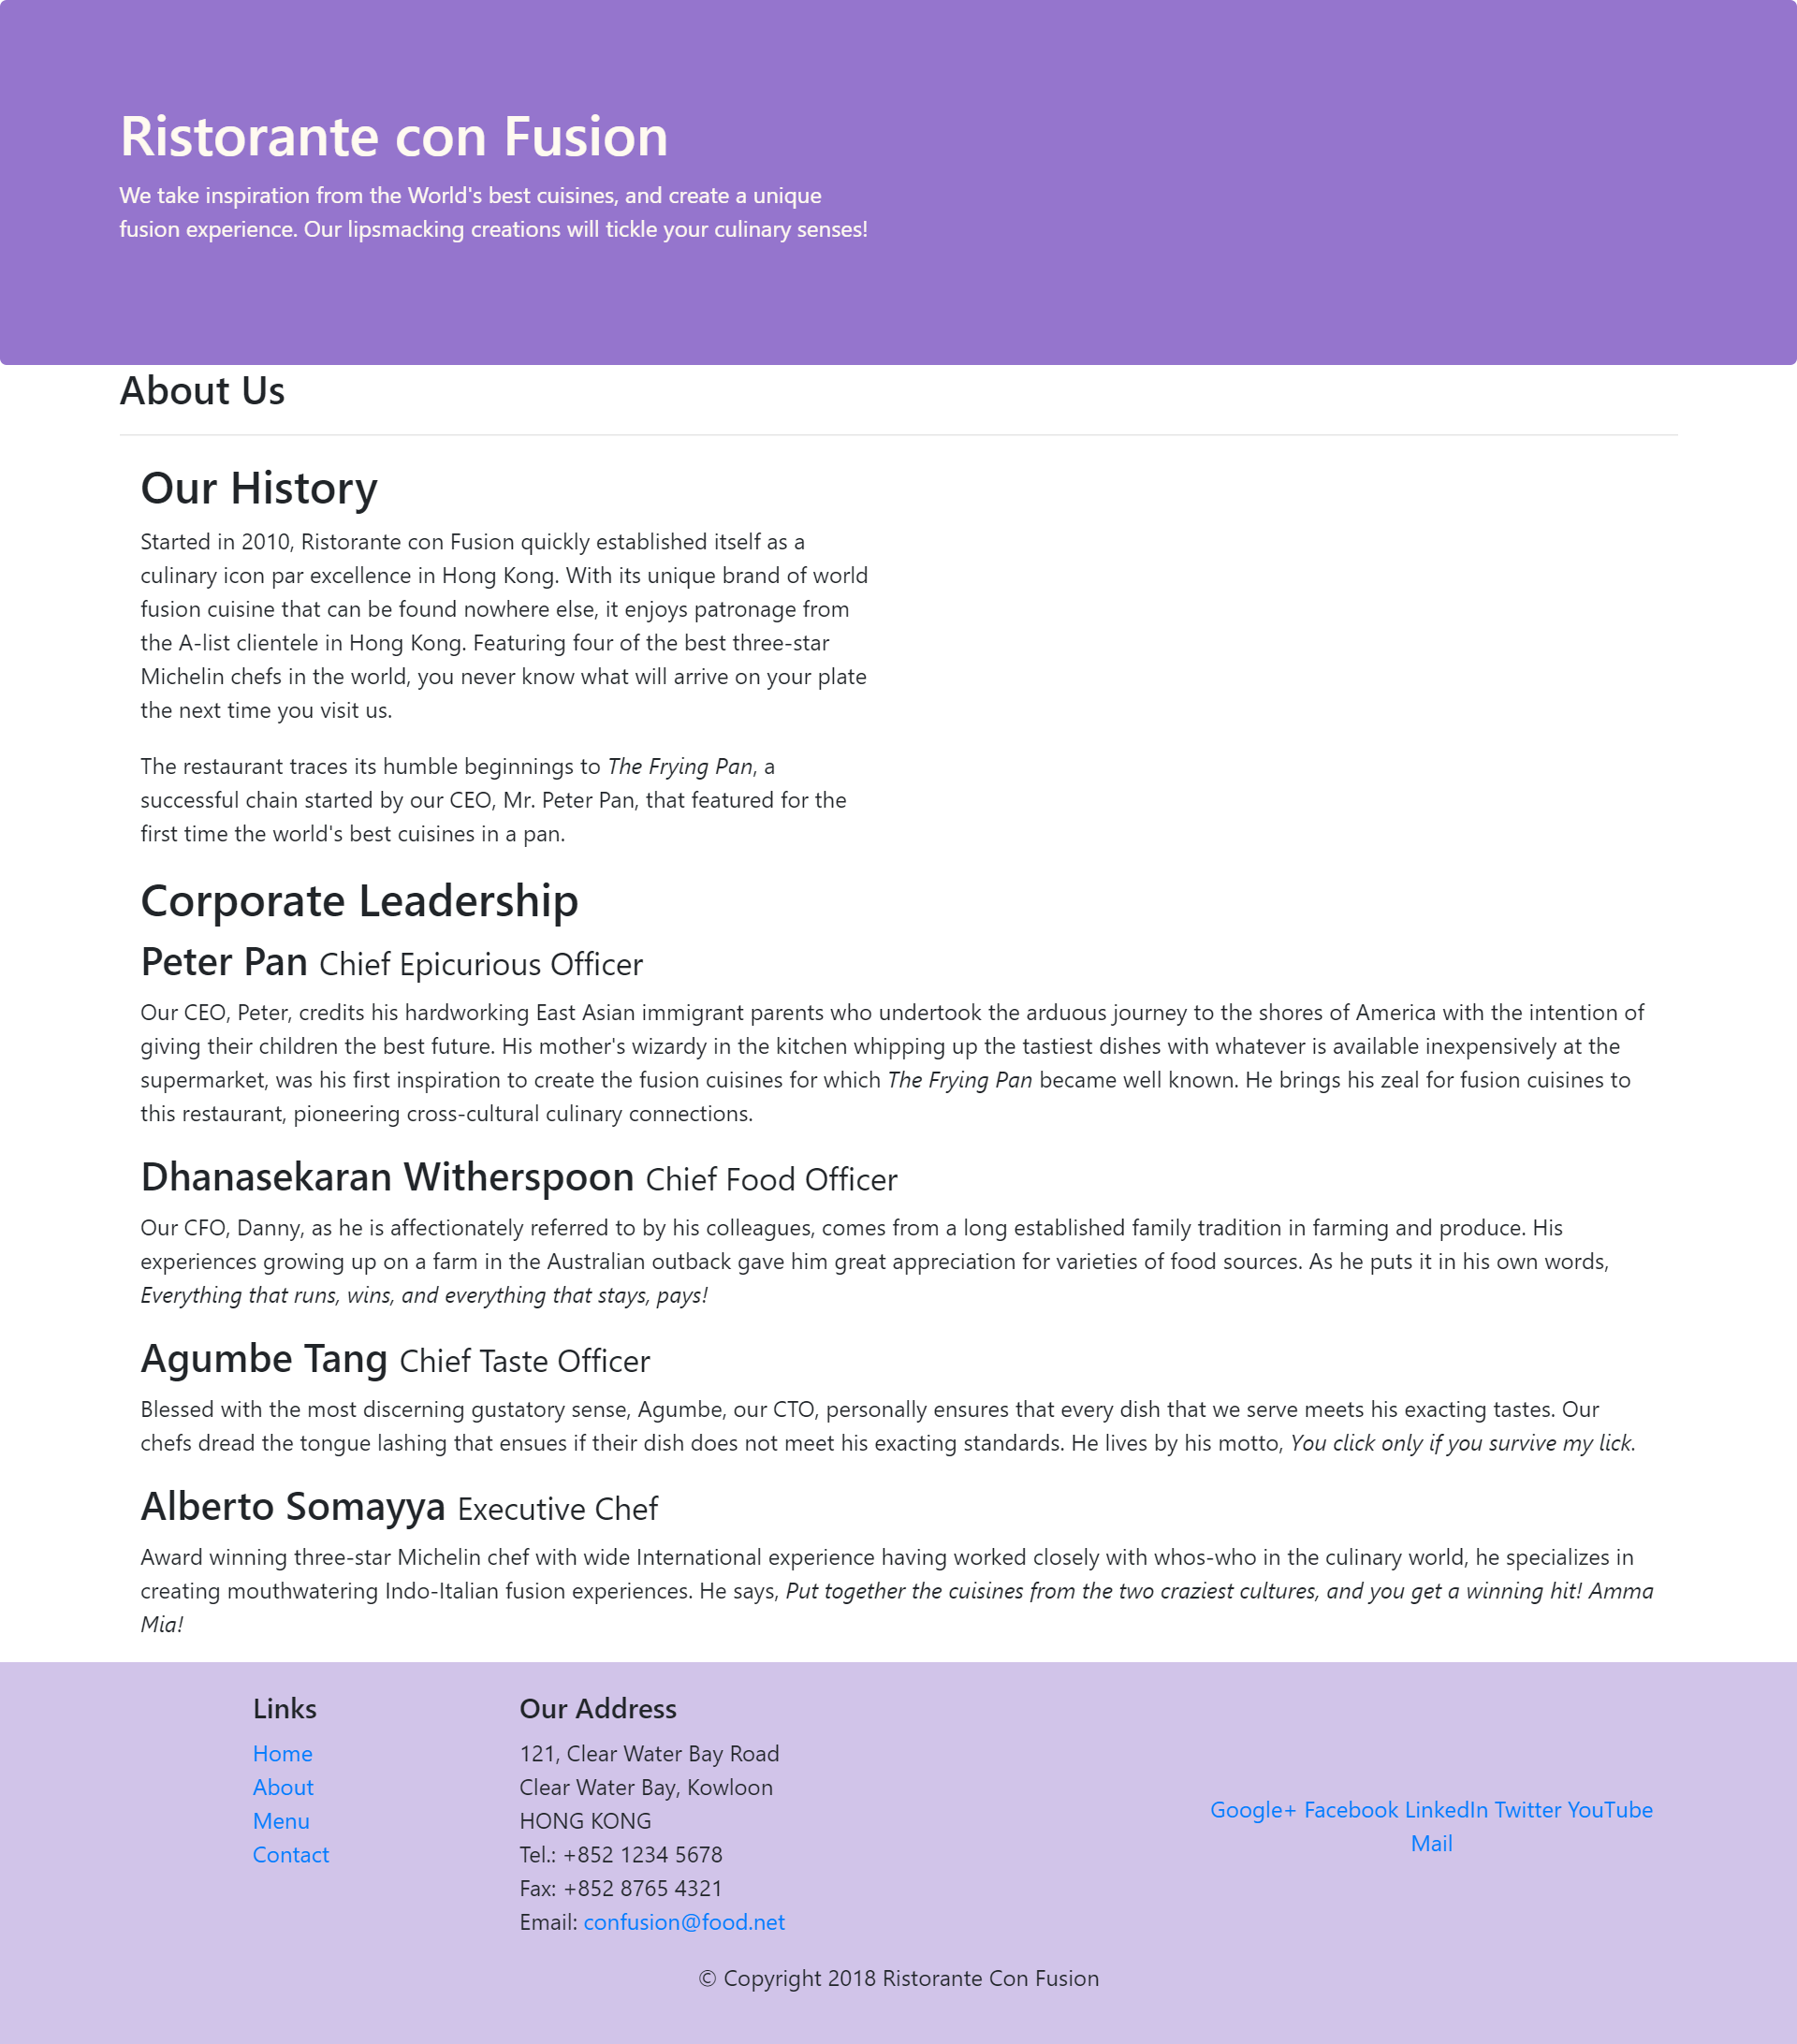 Ristorante con Fusion
We take inspiration from the World's best cuisines, and create a unique
fusion experience. Our lipsmacking creations will tickle your culinary senses!
About Us
Our History
Started in 2010, Ristorante con Fusion quickly established itself as a
culinary icon par excellence in Hong Kong. With its unique brand of world
fusion cuisine that can be found nowhere else, it enjoys patronage from
the A-list clientele in Hong Kong. Featuring four of the best three-star
Michelin chefs in the world, you never know what will arrive on your plate
the next time you visit us.
The restaurant traces its humble beginnings to The Frying Pan, a
successful chain started by our CEO, Mr. Peter Pan, that featured for the
first time the world's best cuisines in a pan.
Corporate Leadership
Peter Pan Chief Epicurious Officer
Our CEO, Peter, credits his hardworking East Asian immigrant parents who undertook the arduous journey to the shores of America with the intention of
giving their children the best future. His mother's wizardy in the kitchen whipping up the tastiest dishes with whatever is available inexpensively at the
supermarket, was his first inspiration to create the fusion cuisines for which The Frying Pan became well known. He brings his zeal for fusion cuisines to
this restaurant, pioneering cross-cultural culinary connections.
Dhanasekaran Witherspoon Chief Food Officer
Our CFO, Danny, as he is affectionately referred to by his colleagues, comes from a long established family tradition in farming and produce. His
experiences growing up on a farm in the Australian outback gave him great appreciation for varieties of food sources. As he puts it in his own words,
Everything that runs, wins, and everything that stays, pays!
Agumbe Tang Chief Taste Officer
Blessed with the most discerning gustatory sense, Agumbe, our CTO, personally ensures that every dish that we serve meets his exacting tastes. Our
chefs dread the tongue lashing that ensues if their dish does not meet his exacting standards. He lives by his motto, You click only if you survive my lick.
Alberto Somayya Executive Chef
Award winning three-star Michelin chef with wide International experience having worked closely with whos-who in the culinary world, he specializes in
creating mouthwatering Indo-Italian fusion experiences. He says, Put together the cuisines from the two craziest cultures, and you get a winning hit! Amma
Mia!
Links
Home
About
Menu
Contact
Our Address
121, Clear Water Bay Road
Clear Water Bay, Kowloon
HONG KONG
Tel.: +852 1234 5678
Fax: +852 8765 4321
Email: confusion@food.net
Google+ Facebook LinkedIn Twitter YouTube
Mail
© Copyright 2018 Ristorante Con Fusion